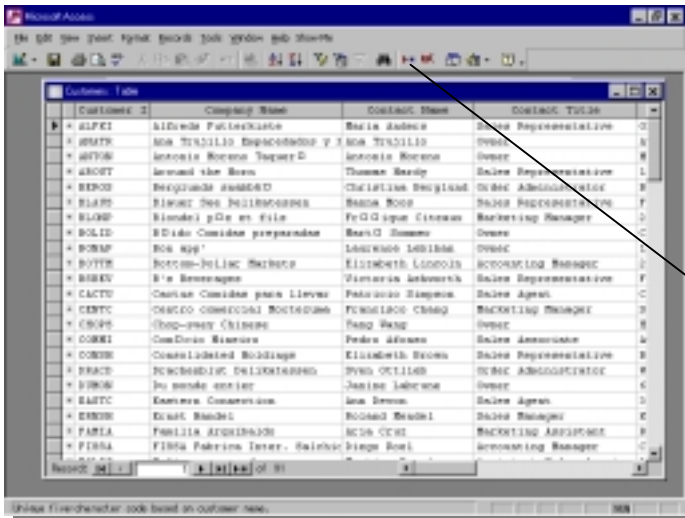 Microsoft Access
File Edit View Insert Format Records Tools Window Help Show Me
Customers : Table
Customer I Company Name Contact Name Contact Title
ALFKI Alfreds Futterkiste Maria Anders Sales Representative
ANATR Ana Trujillo Emparedados y Ana Trujillo Owner
ANTON Antonio Moreno Taquer Antonio Moreno Owner
AROUT Around the Horn Thomas Hardy Sales Representative
BERGS Berglunds Christina Berglund Order Administrator
BLAUS Blauer See Delikatessen Hanna Moos Sales Representative
BLONP Blondel et fils Citeaux Marketing Manager
BOLID Comidas preparadas Sommer Owner
BONAP Bon app' Laurence Lebihan Owner
BOTTM Bottom-Dollar Markets Elizabeth Lincoln Accounting Manager
BSBEV B's Beverages Victoria Ashworth Sales Representative
CACTU Cactus Comidas para llevar Patricio Simpson Sales Agent
CENTC Centro comercial Moctezuma Francisco Chang Marketing Manager
CHOPS Chop-suey Chinese Yang Wang Owner
COMMI Mineiro Pedro Afonso Sales Associate
CONSH Consolidated Holdings Elizabeth Brown Sales Representative
DRACD Drachenblut Delikatessen Sven Ottlieb Order Administrator
DUMON Du monde entier Janine Labrune Owner
EASTC Eastern Connection Ann Devon Sales Agent
ERNSH Ernst Handel Roland Mendel Sales Manager
FAMIA Familia Arquibaldo Aria Cruz Marketing Assistant
FISSA FISSA Fabrica Inter. Salchic Diego Roel Accounting Manager
Record: 1 of 91
Unique five-character code based on customer name. NUM